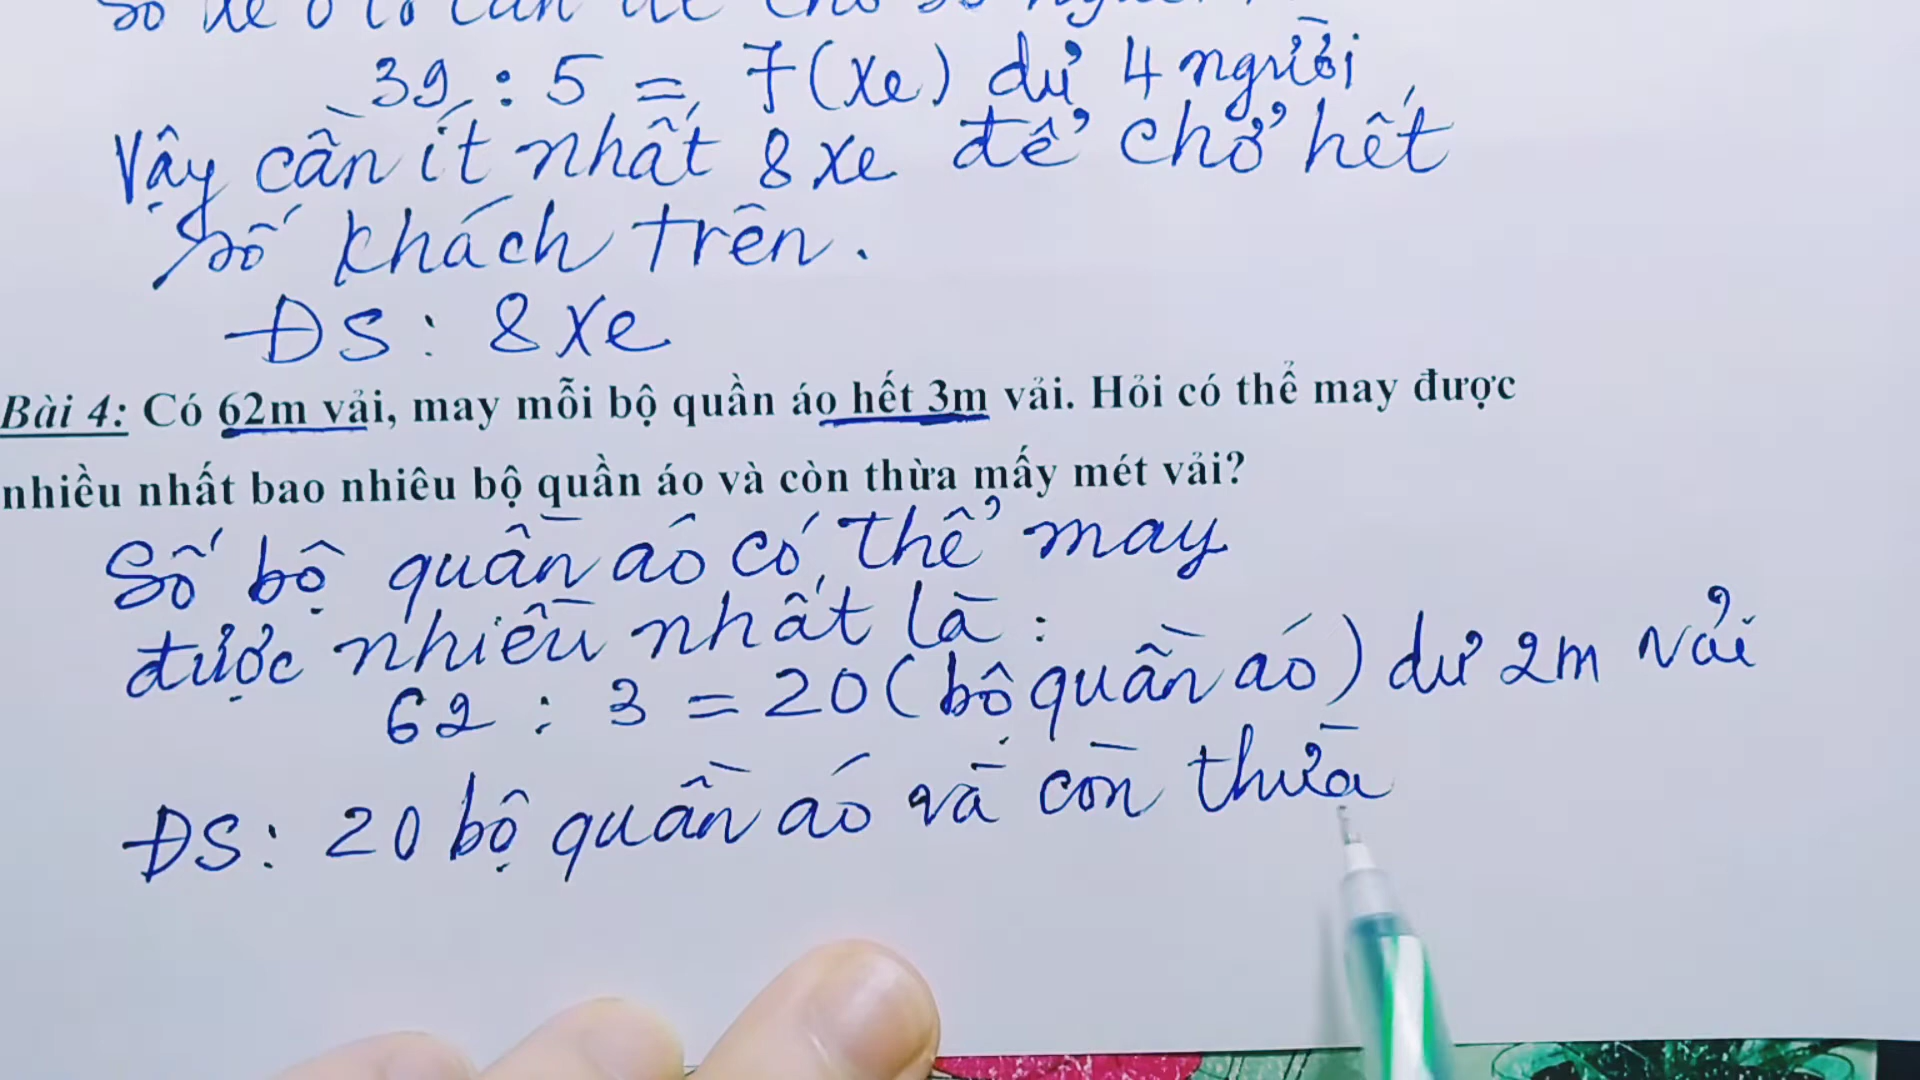 39 : 5 = 7 (xe) dư 4 người
Vậy cần ít nhất 8 xe để chở hết
số khách trên.
ĐS: 8 xe
Bài 4: Có 62m vải, may mỗi bộ quần áo hết 3m vải. Hỏi có thể may được
nhiều nhất bao nhiêu bộ quần áo và còn thừa mấy mét vải?
Số bộ quần áo có thể may
được nhiều nhất là:
62 : 3 = 20 (bộ quần áo) dư 2m vải
ĐS: 20 bộ quần áo và còn thừa